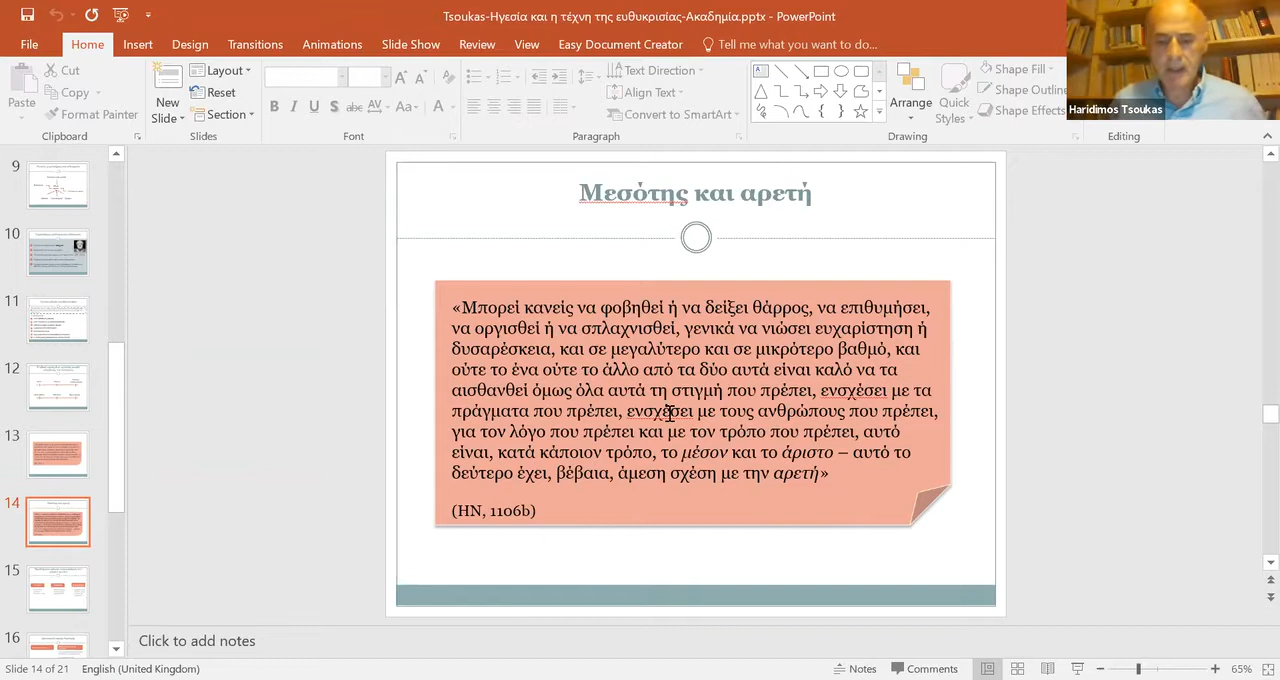 Tsoukas-Ηγεσία και η τέχνη της ευθυκρισίας-Ακαδημία.pptx - PowerPoint
File Home Insert Design Transitions Animations Slide Show Review View Easy Document Creator Tell me what you want to do...
Paste
Cut
Copy
Format Painter
Clipboard
New Slide
Layout
Reset
Section
Slides
B I U S abc AV Aa A
Font
Paragraph
Text Direction
Align Text
Convert to SmartArt
Arrange
Quick Styles
Shape Fill
Shape Outline
Shape Effects
Drawing
Editing
Haridimos Tsoukas
9
10
11
12
13
14
15
16
Μεσότης και αρετή
«Μπορεί κανείς να φοβηθεί ή να δείξει θάρρος, να επιθυμήσει,
να οργισθεί ή να σπλαχνισθεί, γενικά να νιώσει ευχαρίστηση ή
δυσαρέσκεια, και σε μεγαλύτερο και σε μικρότερο βαθμό, και
ούτε το ένα ούτε το άλλο από τα δύο αυτά είναι καλό να τα
αισθανθεί όμως όλα αυτά τη στιγμή που πρέπει, ενσχέσει με τα
πράγματα που πρέπει, ενσχέσει με τους ανθρώπους που πρέπει,
για τον λόγο που πρέπει και με τον τρόπο που πρέπει, αυτό
είναι, κατά κάποιον τρόπο, το μέσον και το άριστο – αυτό το
δεύτερο έχει, βέβαια, άμεση σχέση με την αρετή»
(ΗΝ, 1106b)
Click to add notes
Slide 14 of 21 English (United Kingdom) Notes Comments 65%